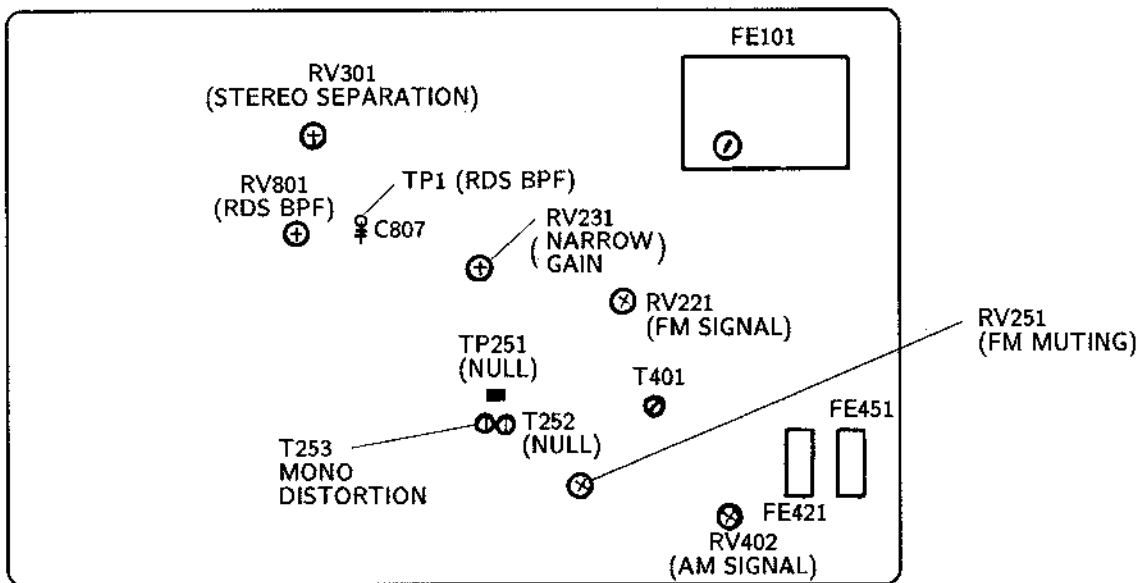 FE101
RV301
(STEREO SEPARATION)
TP1 (RDS BPF)
RV801
(RDS BPF)
C807
RV231
(NARROW
GAIN)
RV221
(FM SIGNAL)
RV251
(FM MUTING)
TP251
(NULL)
T401
FE451
T252
(NULL)
T253
MONO
DISTORTION
FE421
RV402
(AM SIGNAL)